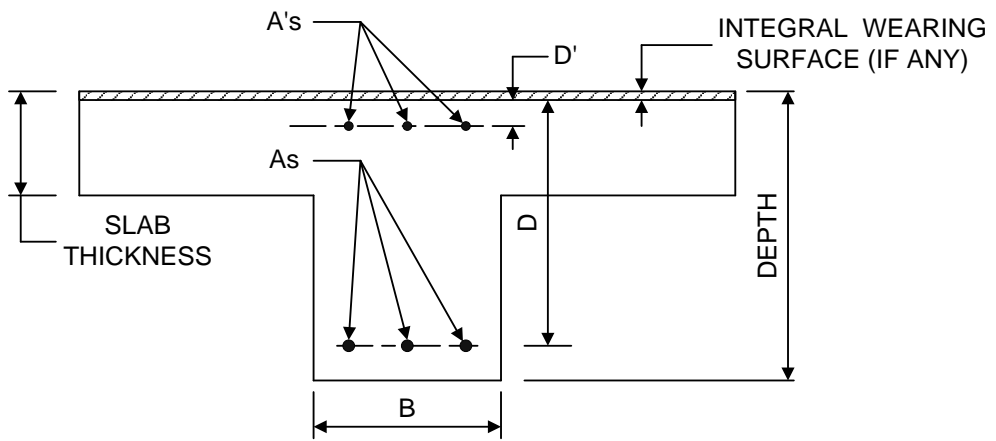 A's
D'
INTEGRAL WEARING
SURFACE (IF ANY)
As
SLAB
THICKNESS
D
DEPTH
B